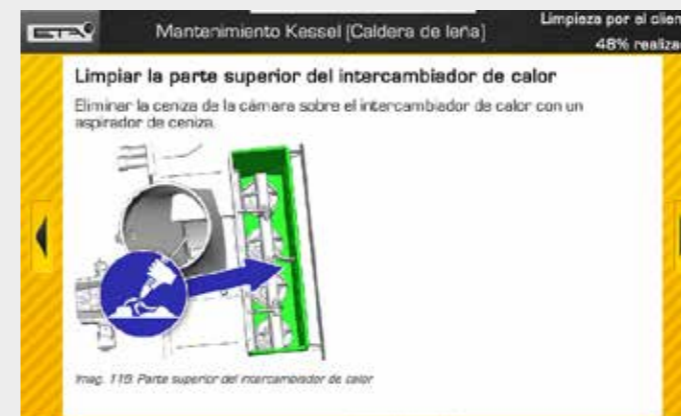 ETA
Mantenimiento Kessel (Caldera de leña)
Limpieza por el clien
48% realiza
Limpiar la parte superior del intercambiador de calor
Eliminar la ceniza de la cámara sobre el intercambiador de calor con un
aspirador de ceniza.
Imag. 119: Parte superior del intercambiador de calor